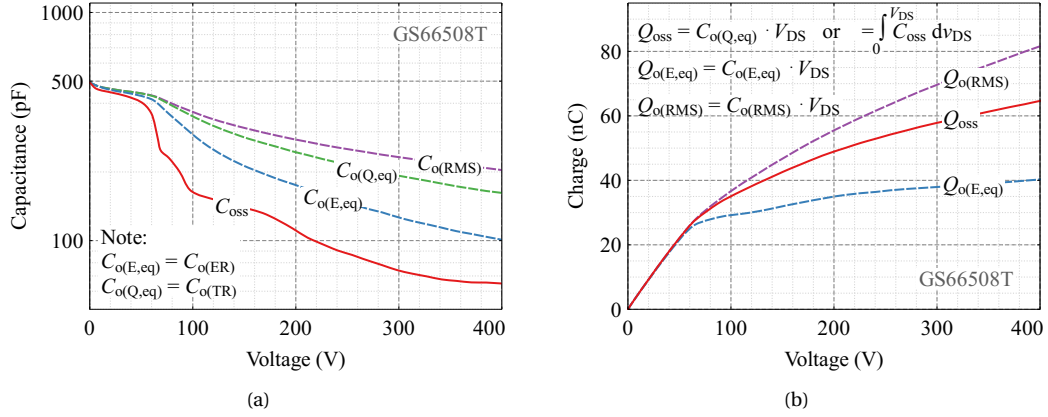 1000
500
100
Capacitance (pF)
GS66508T
C_o(RMS)
C_o(Q,eq)
C_o(E,eq)
C_oss
Note:
C_o(E,eq) = C_o(ER)
C_o(Q,eq) = C_o(TR)
0 100 200 300 400
Voltage (V)
(a)
80
60
40
20
0
Charge (nC)
Q_oss = C_o(Q,eq) · V_DS or = ∫_0^V_DS C_oss dv_DS
Q_o(E,eq) = C_o(E,eq) · V_DS
Q_o(RMS) = C_o(RMS) · V_DS
Q_o(RMS)
Q_oss
Q_o(E,eq)
GS66508T
0 100 200 300 400
Voltage (V)
(b)